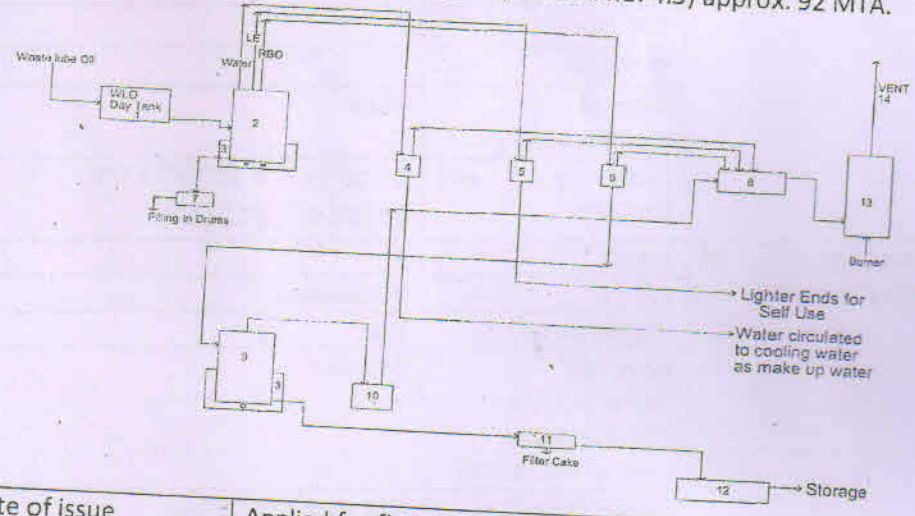 approx. 92 MTA.
Waste lube Oil
WLO
Day Tank
1
Water
LE
RBO
2
3
7
Filling In Drums
4
5
6
8
VENT
14
13
Burner
Lighter Ends for
Self Use
Water circulated
to cooling water
as make up water
9
3
10
11
Filter Cake
12
Storage
te of issue
Applied for